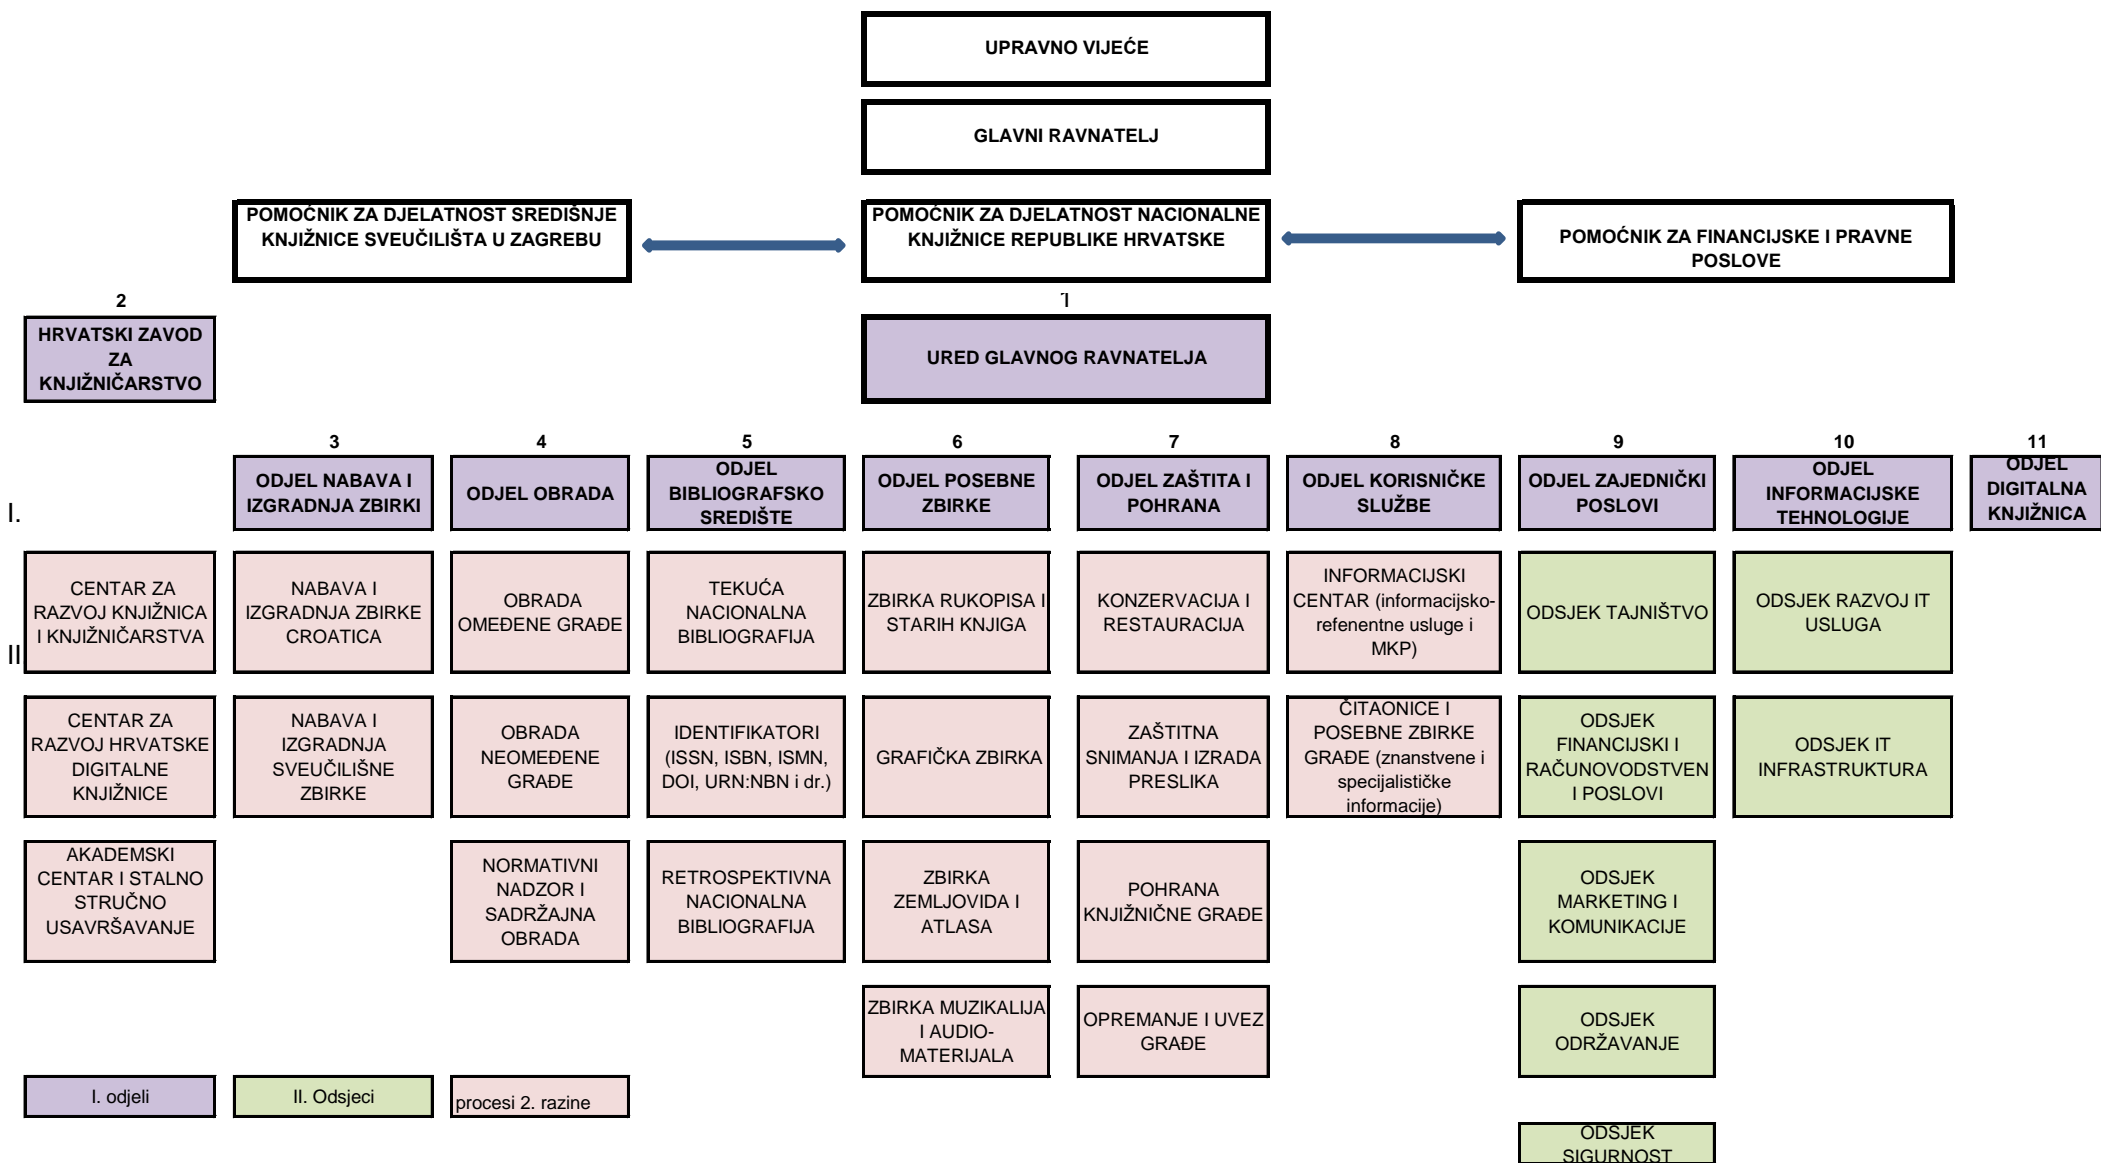 UPRAVNO VIJEĆE
GLAVNI RAVNATELJ
POMOĆNIK ZA DJELATNOST SREDIŠNJE
KNJIŽNICE SVEUČILIŠTA U ZAGREBU
POMOĆNIK ZA DJELATNOST NACIONALNE
KNJIŽNICE REPUBLIKE HRVATSKE
POMOĆNIK ZA FINANCIJSKE I PRAVNE
POSLOVE
2
HRVATSKI ZAVOD
ZA
KNJIŽNIČARSTVO
1
URED GLAVNOG RAVNATELJA
I.
3
ODJEL NABAVA I
IZGRADNJA ZBIRKI
4
ODJEL OBRADA
5
ODJEL
BIBLIOGRAFSKO
SREDIŠTE
6
ODJEL POSEBNE
ZBIRKE
7
ODJEL ZAŠTITA I
POHRANA
8
ODJEL KORISNIČKE
SLUŽBE
9
ODJEL ZAJEDNIČKI
POSLOVI
10
ODJEL
INFORMACIJSKE
TEHNOLOGIJE
11
ODJEL
DIGITALNA
KNJIŽNICA
II
CENTAR ZA
RAZVOJ KNJIŽNICA
I KNJIŽNIČARSTVA
NABAVA I
IZGRADNJA ZBIRKE
CROATICA
OBRADA
OMEĐENE GRAĐE
TEKUĆA
NACIONALNA
BIBLIOGRAFIJA
ZBIRKA RUKOPISA I
STARIH KNJIGA
KONZERVACIJA I
RESTAURACIJA
INFORMACIJSKI
CENTAR (informacijsko-
refenentne usluge i
MKP)
ODSJEK TAJNIŠTVO
ODSJEK RAZVOJ IT
USLUGA
CENTAR ZA
RAZVOJ HRVATSKE
DIGITALNE
KNJIŽNICE
NABAVA I
IZGRADNJA
SVEUČILIŠNE
ZBIRKE
OBRADA
NEOMEĐENE
GRAĐE
IDENTIFIKATORI
(ISSN, ISBN, ISMN,
DOI, URN:NBN i dr.)
GRAFIČKA ZBIRKA
ZAŠTITNA
SNIMANJA I IZRADA
PRESLIKA
ČITAONICE I
POSEBNE ZBIRKE
GRAĐE (znanstvene i
specijalističke
informacije)
ODSJEK
FINANCIJSKI I
RAČUNOVODSTVEN
I POSLOVI
ODSJEK IT
INFRASTRUKTURA
AKADEMSKI
CENTAR I STALNO
STRUČNO
USAVRŠAVANJE
NORMATIVNI
NADZOR I
SADRŽAJNA
OBRADA
RETROSPEKTIVNA
NACIONALNA
BIBLIOGRAFIJA
ZBIRKA
ZEMLJOVIDA I
ATLASA
POHRANA
KNJIŽNIČNE GRAĐE
ODSJEK
MARKETING I
KOMUNIKACIJE
ZBIRKA MUZIKALIJA
I AUDIO-
MATERIJALA
OPREMANJE I UVEZ
GRAĐE
ODSJEK
ODRŽAVANJE
I. odjeli
II. Odsjeci
procesi 2. razine
ODSJEK
SIGURNOST